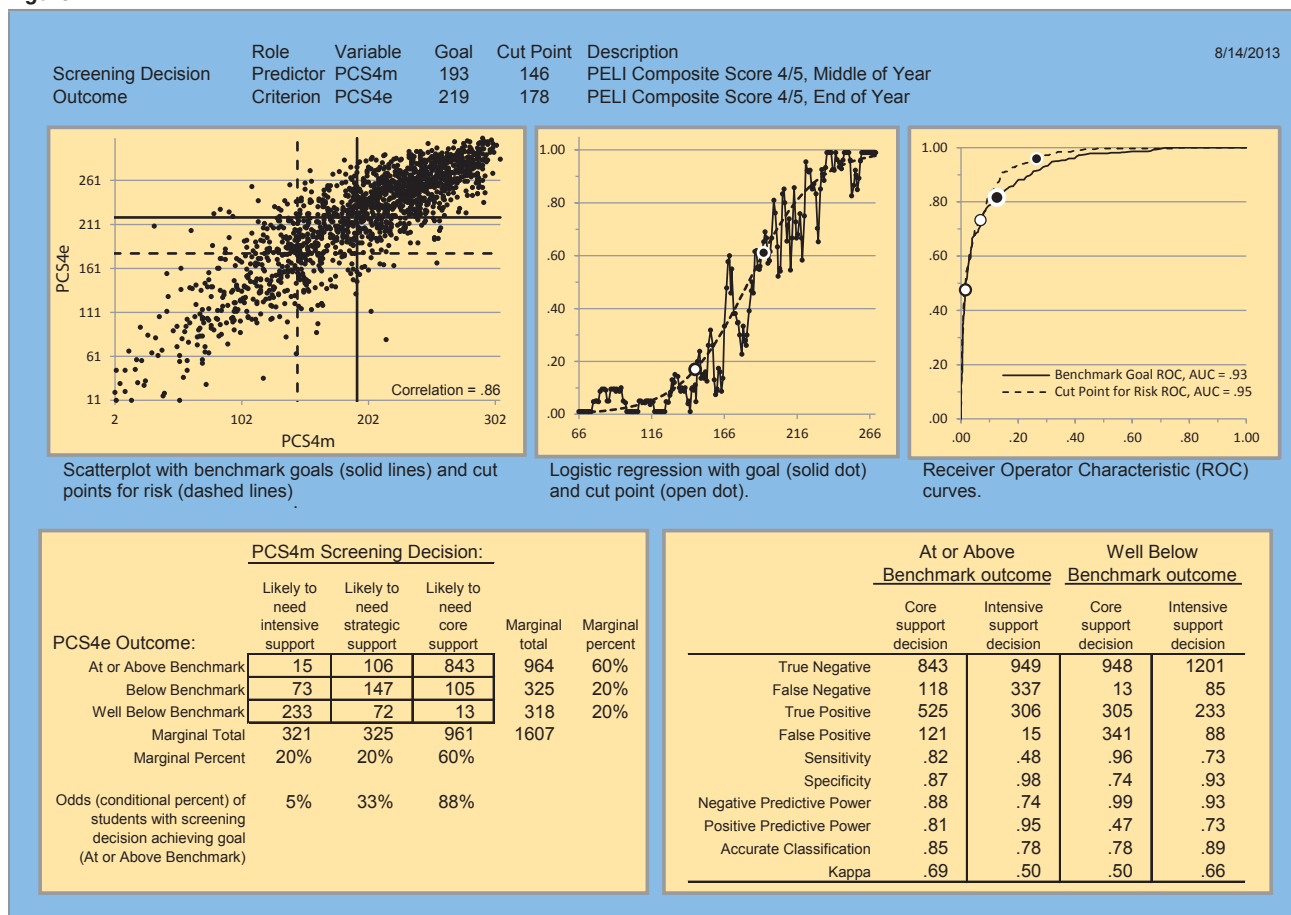 Role Variable Goal Cut Point Description 8/14/2013
Screening Decision Predictor PCS4m 193 146 PELI Composite Score 4/5, Middle of Year
Outcome Criterion PCS4e 219 178 PELI Composite Score 4/5, End of Year
261
211
161
111
61
11
PCS4e
Correlation = .86
2 102 202 302
PCS4m
Scatterplot with benchmark goals (solid lines) and cut
points for risk (dashed lines)
.
1.00
.80
.60
.40
.20
.00
66 116 166 216 266
Logistic regression with goal (solid dot)
and cut point (open dot).
1.00
.80
.60
.40
.20
.00
Benchmark Goal ROC, AUC = .93
Cut Point for Risk ROC, AUC = .95
.00 .20 .40 .60 .80 1.00
Receiver Operator Characteristic (ROC)
curves.
PCS4m Screening Decision:
Likely to Likely to Likely to
need need need
intensive strategic core Marginal Marginal
PCS4e Outcome: support support support total percent
At or Above Benchmark 15 106 843 964 60%
Below Benchmark 73 147 105 325 20%
Well Below Benchmark 233 72 13 318 20%
Marginal Total 321 325 961 1607
Marginal Percent 20% 20% 60%
Odds (conditional percent) of 5% 33% 88%
students with screening
decision achieving goal
(At or Above Benchmark)
At or Above Well Below
Benchmark outcome Benchmark outcome
Core Intensive Core Intensive
support support support support
decision decision decision decision
True Negative 843 949 948 1201
False Negative 118 337 13 85
True Positive 525 306 305 233
False Positive 121 15 341 88
Sensitivity .82 .48 .96 .73
Specificity .87 .98 .74 .93
Negative Predictive Power .88 .74 .99 .93
Positive Predictive Power .81 .95 .47 .73
Accurate Classification .85 .78 .78 .89
Kappa .69 .50 .50 .66